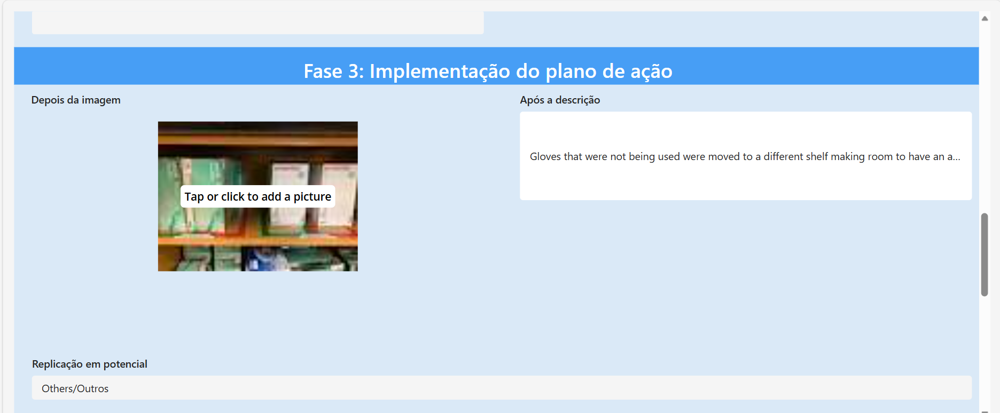 Fase 3: Implementação do plano de ação
Depois da imagem
Após a descrição
Tap or click to add a picture
Gloves that were not being used were moved to a different shelf making room to have an a...
Replicação em potencial
Others/Outros